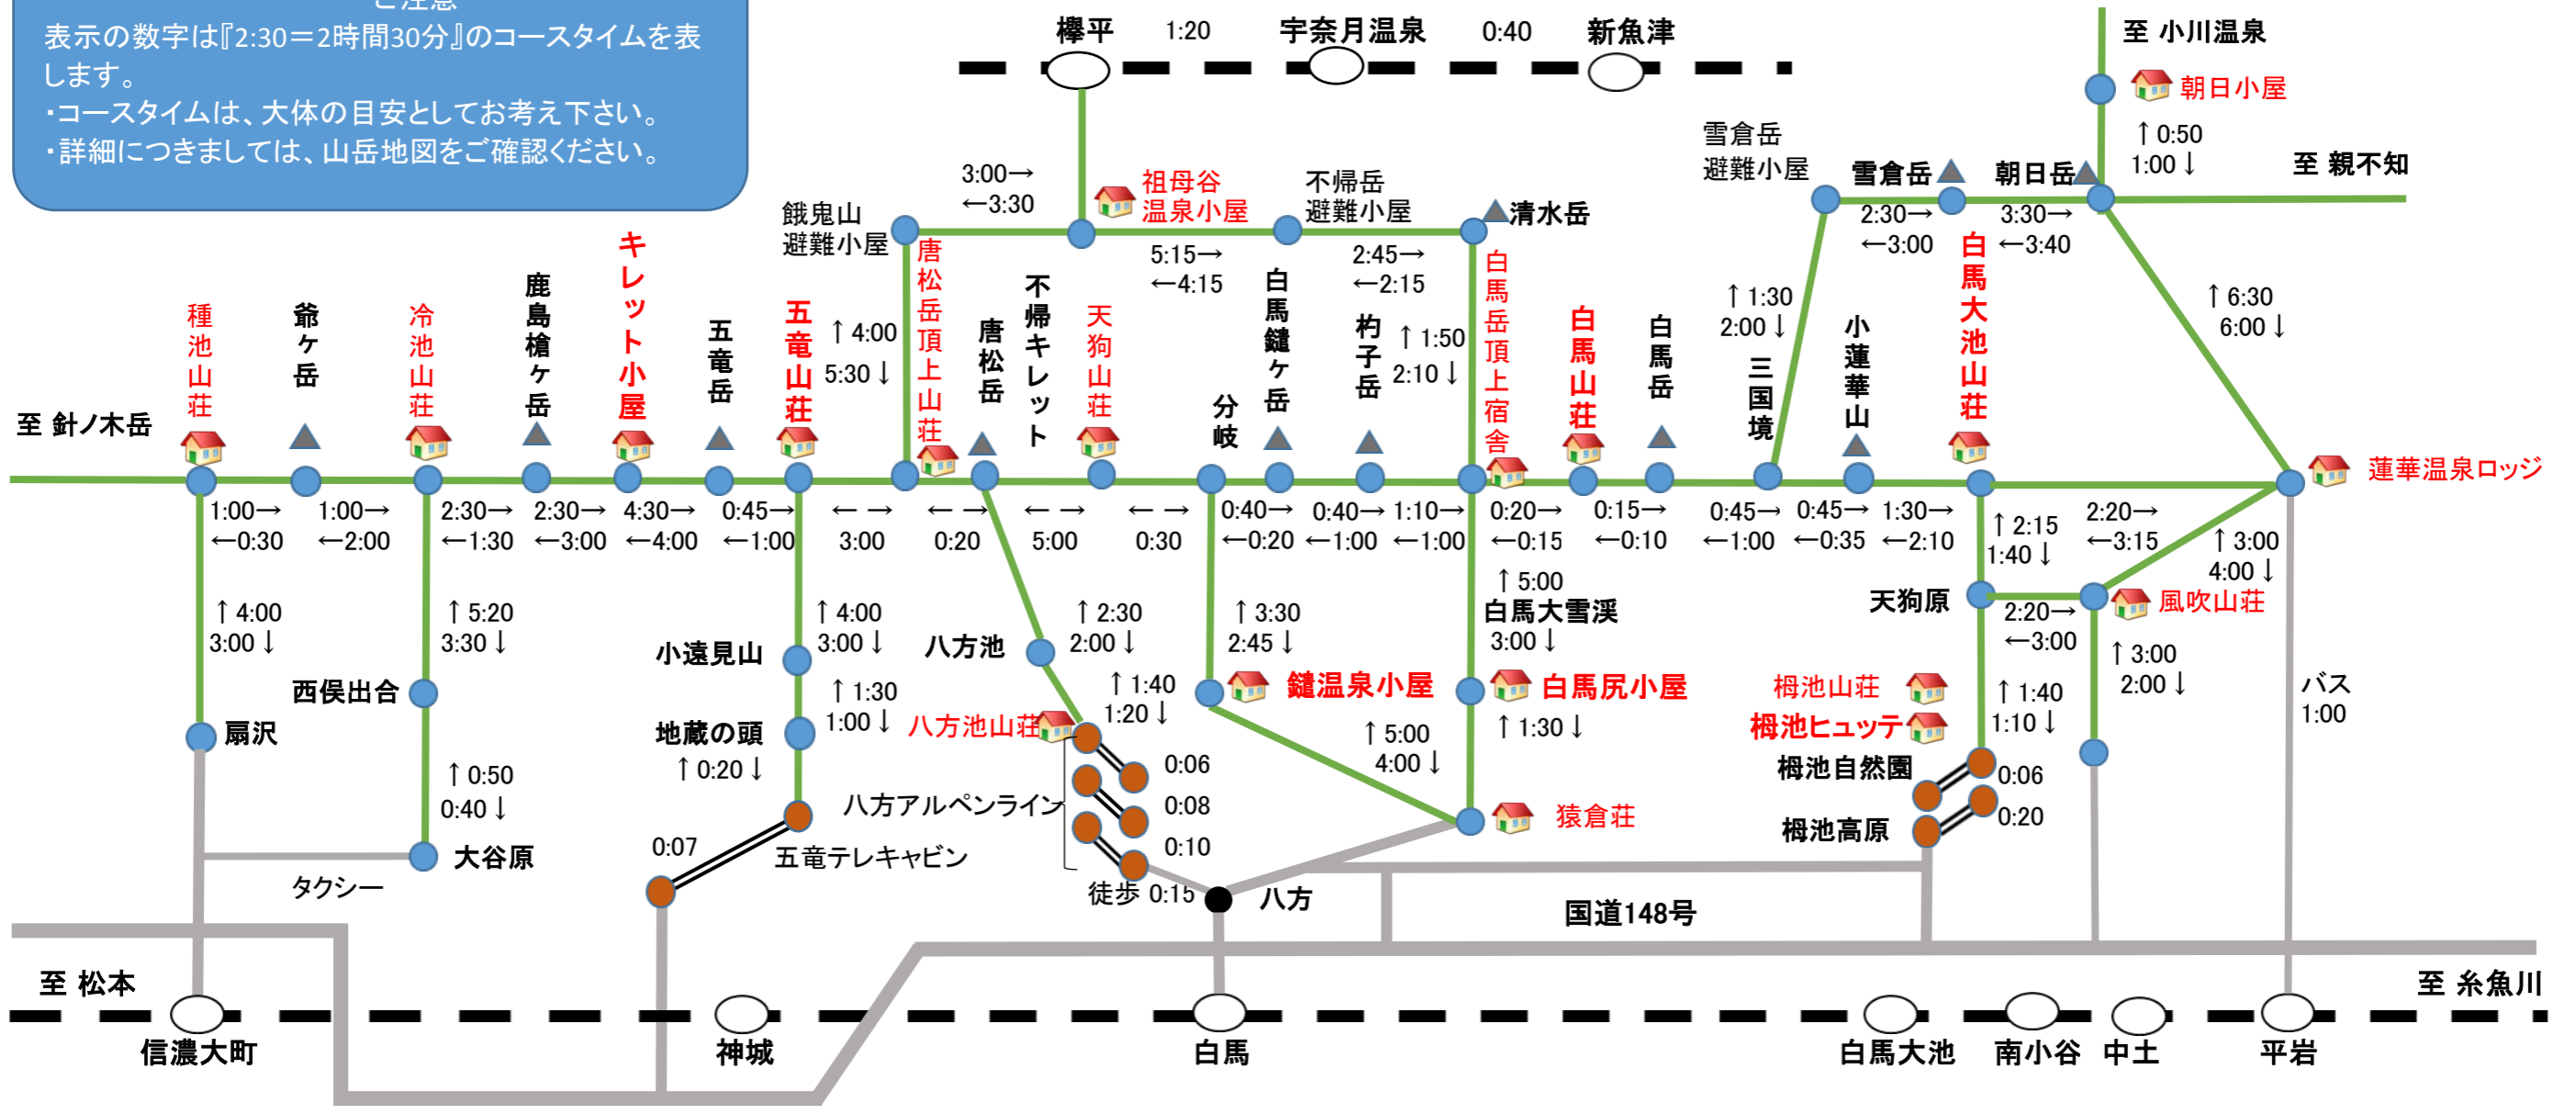 ご注意
表示の数字は『2:30＝2時間30分』のコースタイムを表
します。
・コースタイムは、大体の目安としてお考え下さい。
・詳細につきましては、山岳地図をご確認ください。
欅平
1:20
宇奈月温泉
0:40
新魚津
至 小川温泉
朝日小屋
↑0:50
1:00↓
至 親不知
雪倉岳
避難小屋
雪倉岳
朝日岳
2:30→
←3:00
3:30→
←3:40
3:00→
←3:30
祖母谷
温泉小屋
不帰岳
避難小屋
清水岳
餓鬼山
避難小屋
5:15→
←4:15
2:45→
←2:15
↑4:00
5:30↓
↑1:50
2:10↓
↑1:30
2:00↓
↑6:30
6:00↓
至 針ノ木岳
種池山荘
爺ヶ岳
冷池山荘
鹿島槍ヶ岳
キレット小屋
五竜岳
五竜山荘
唐松岳頂上山荘
唐松岳
不帰キレット
天狗山荘
分岐
白馬鑓ヶ岳
杓子岳
白馬岳頂上宿舎
白馬山荘
白馬岳
三国境
小蓮華山
白馬大池山荘
蓮華温泉ロッジ
1:00→
←0:30
1:00→
←2:00
2:30→
←1:30
2:30→
←3:00
4:30→
←4:00
0:45→
←1:00
← →
3:00
← →
0:20
← →
5:00
← →
0:30
0:40→
←0:20
0:40→
←1:00
1:10→
←1:00
0:20→
←0:15
0:15→
←0:10
0:45→
←1:00
0:45→
←0:35
1:30→
←2:10
↑2:15
1:40↓
2:20→
←3:15
↑3:00
4:00↓
↑4:00
3:00↓
↑5:20
3:30↓
↑4:00
3:00↓
↑2:30
2:00↓
↑3:30
2:45↓
↑5:00
白馬大雪渓
3:00↓
天狗原
2:20→
←3:00
風吹山荘
↑3:00
2:00↓
小遠見山
八方池
西俣出合
↑1:30
1:00↓
↑1:40
1:20↓
鑓温泉小屋
白馬尻小屋
栂池山荘
栂池ヒュッテ
↑1:40
1:10↓
バス
1:00
扇沢
地蔵の頭
↑0:20↓
八方池山荘
↑5:00
4:00↓
↑1:30↓
栂池自然園
0:06
0:06
↑0:50
0:40↓
八方アルペンライン
0:08
猿倉荘
栂池高原
0:20
大谷原
0:07
五竜テレキャビン
0:10
タクシー
徒歩 0:15
八方
国道148号
至 松本
至 糸魚川
信濃大町
神城
白馬
白馬大池
南小谷
中土
平岩